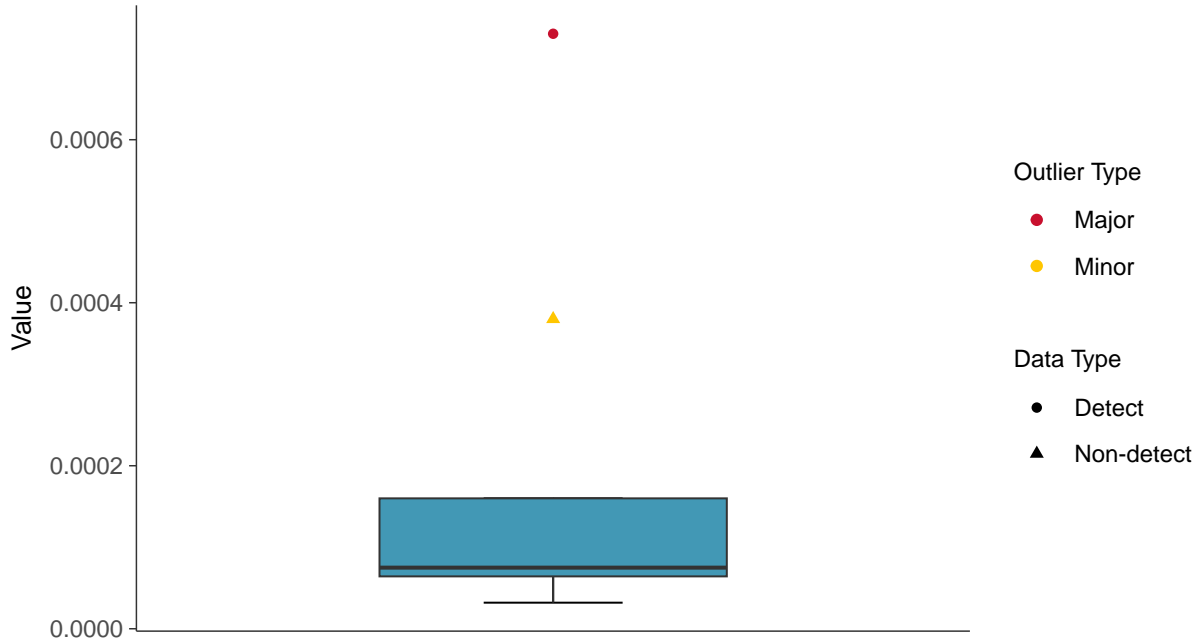 0.0006
0.0004
0.0002
0.0000
Value
Outlier Type
Major
Minor
Data Type
Detect
Non-detect